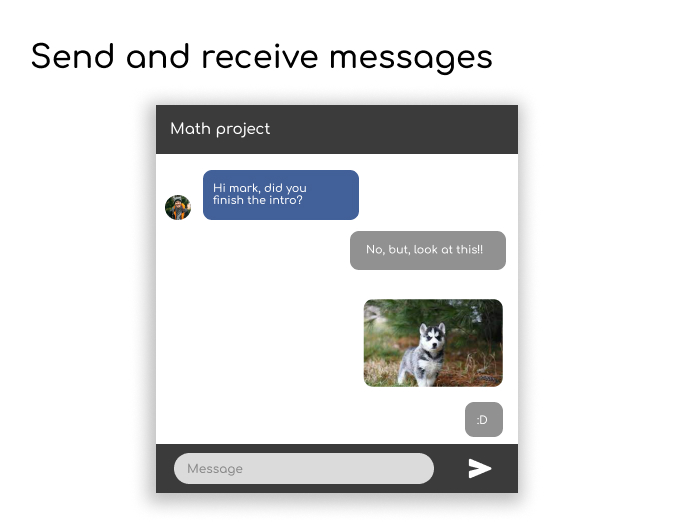 Send and receive messages
Math project
Hi mark, did you
finish the intro?
No, but, look at this!!
:D
Message